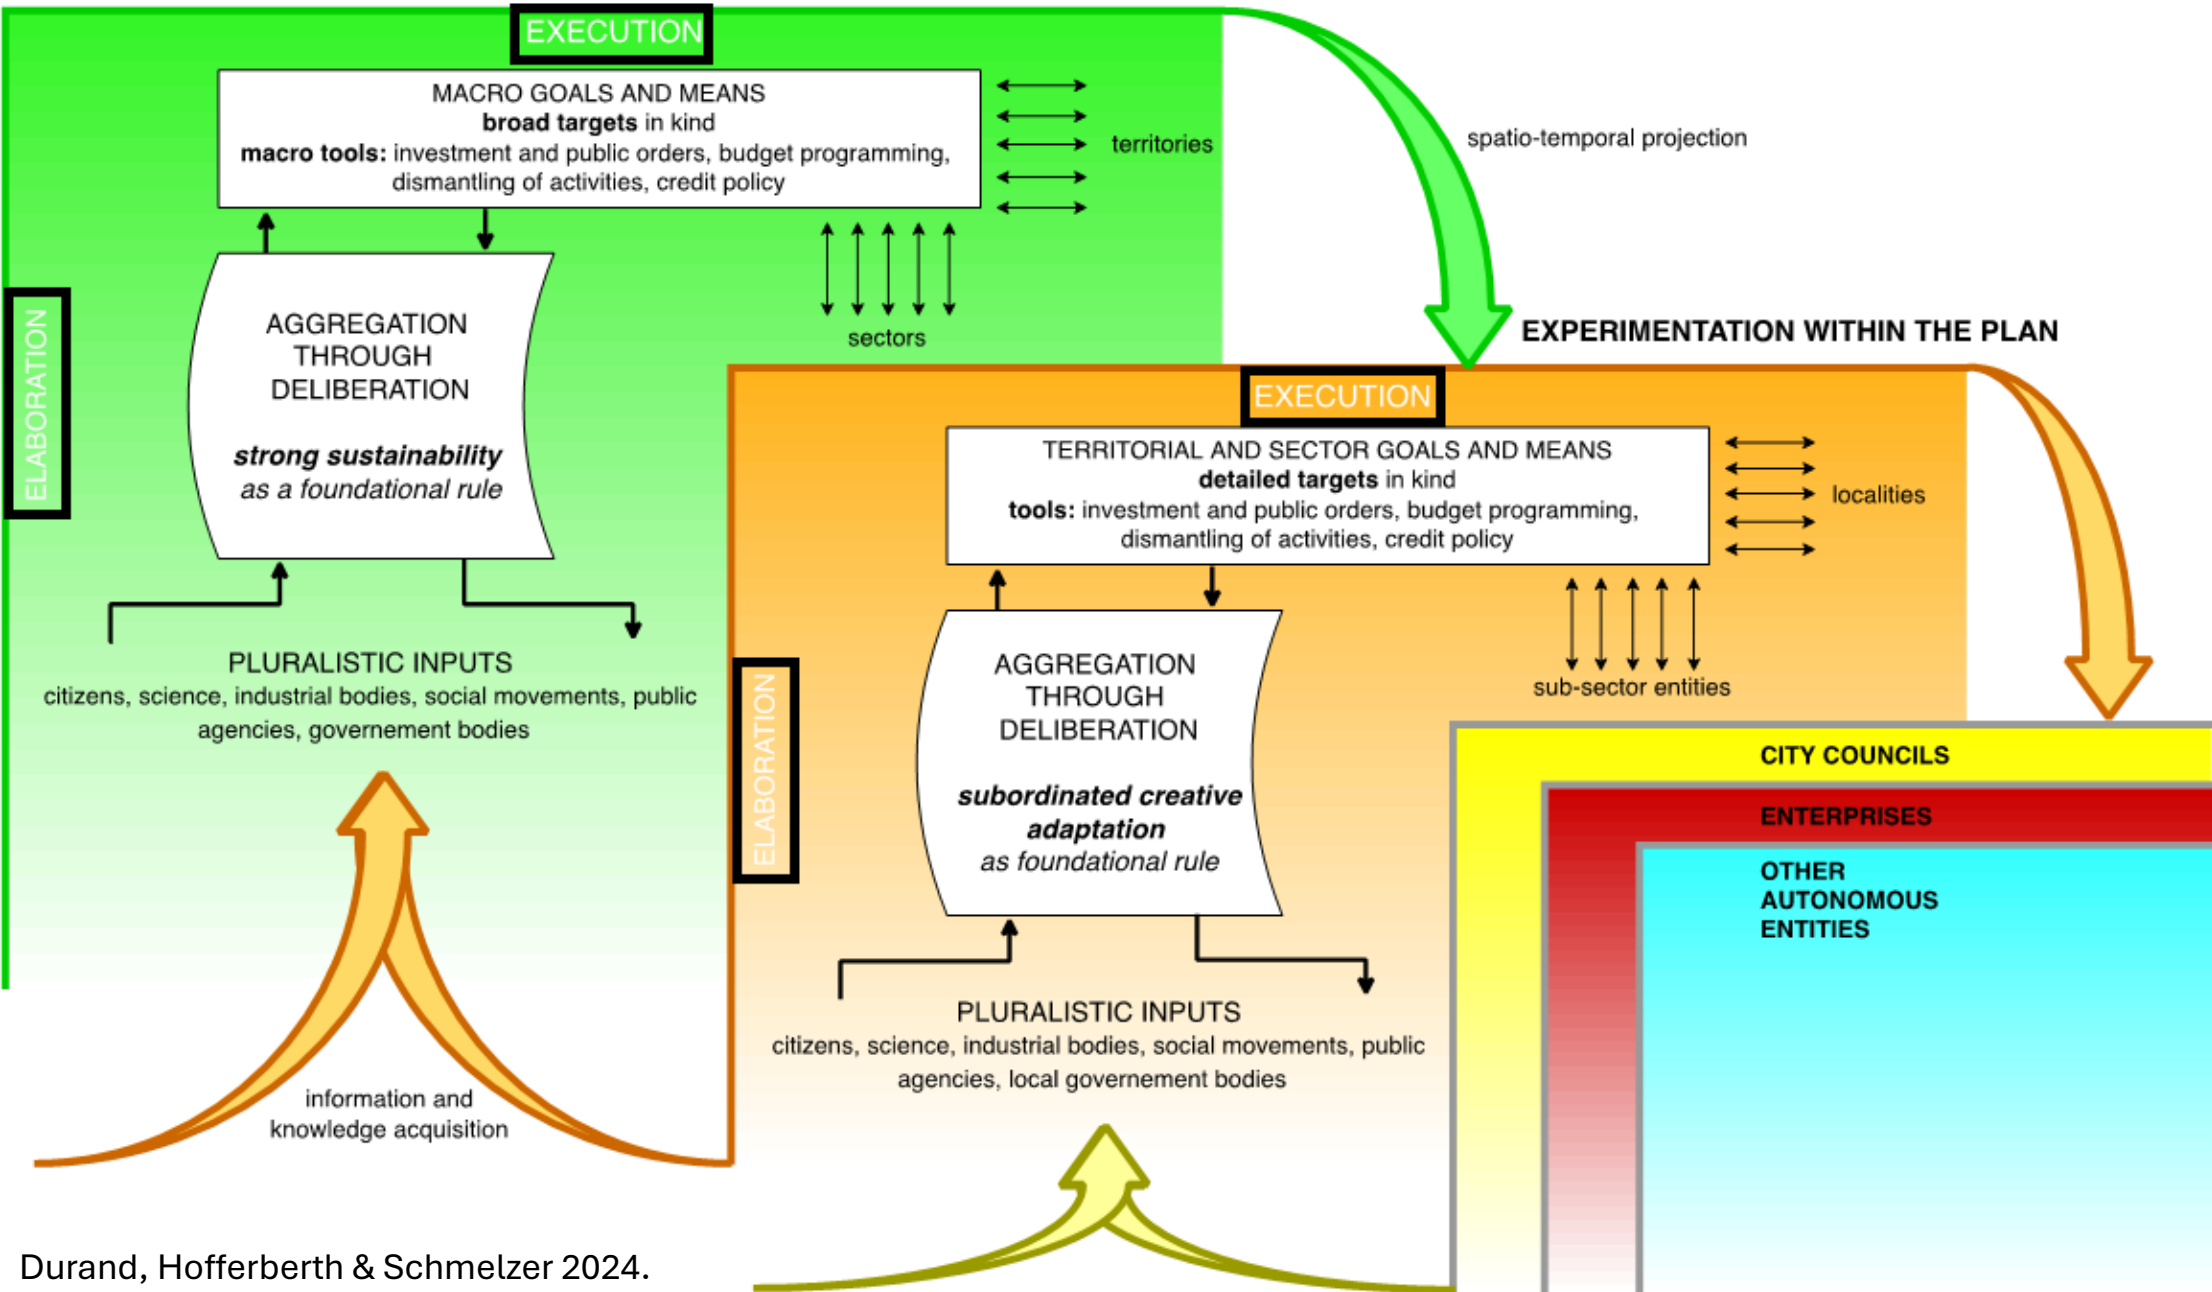 EXECUTION
MACRO GOALS AND MEANS
broad targets in kind
macro tools: investment and public orders, budget programming,
dismantling of activities, credit policy
territories
sectors
spatio-temporal projection
ELABORATION
AGGREGATION
THROUGH
DELIBERATION
strong sustainability
as a foundational rule
PLURALISTIC INPUTS
citizens, science, industrial bodies, social movements, public
agencies, governement bodies
information and
knowledge acquisition
EXPERIMENTATION WITHIN THE PLAN
EXECUTION
TERRITORIAL AND SECTOR GOALS AND MEANS
detailed targets in kind
tools: investment and public orders, budget programming,
dismantling of activities, credit policy
localities
sub-sector entities
ELABORATION
AGGREGATION
THROUGH
DELIBERATION
subordinated creative
adaptation
as foundational rule
PLURALISTIC INPUTS
citizens, science, industrial bodies, social movements, public
agencies, local governement bodies
CITY COUNCILS
ENTERPRISES
OTHER
AUTONOMOUS
ENTITIES
Durand, Hofferberth & Schmelzer 2024.